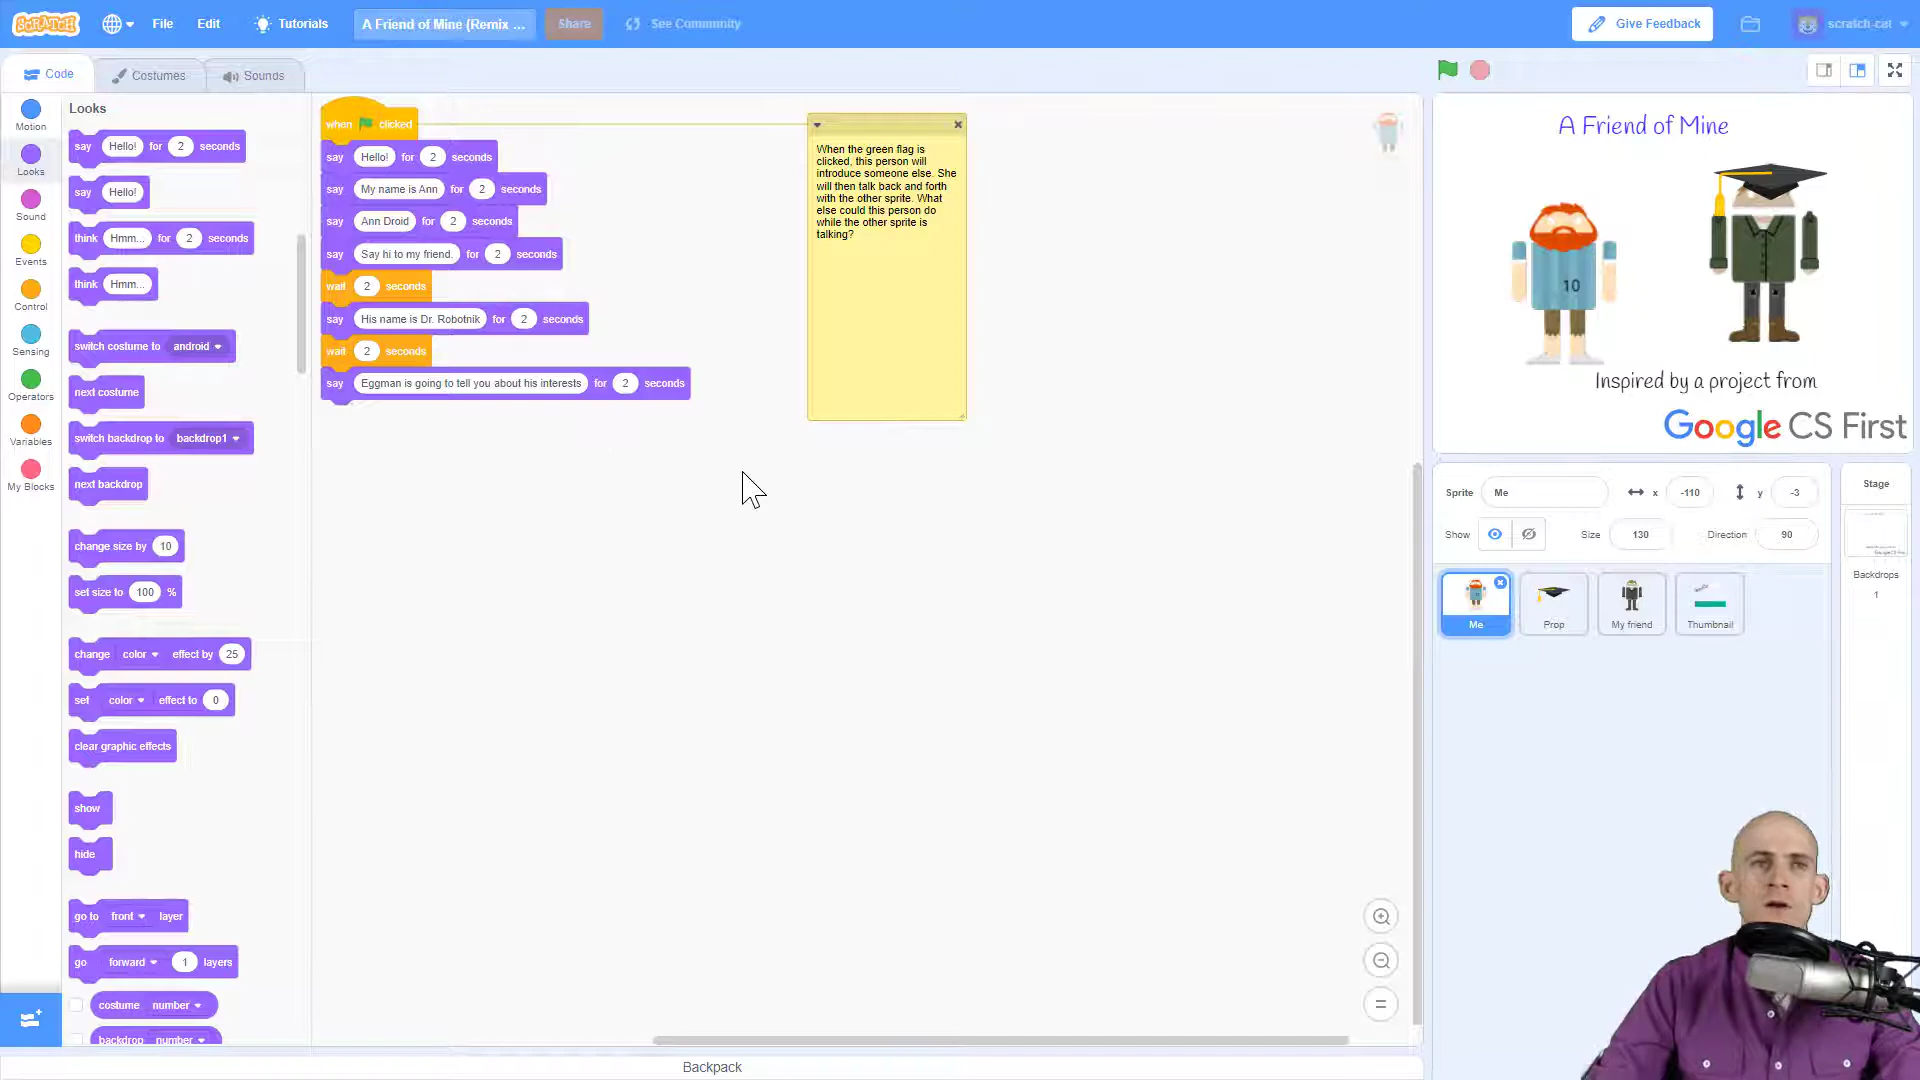 SCRATCH
File
Edit
Tutorials
A Friend of Mine (Remix ...
Share
See Community
Give Feedback
scratch-cat
Code
Costumes
Sounds
Motion
Looks
Sound
Events
Control
Sensing
Operators
Variables
My Blocks
Looks
say Hello! for 2 seconds
say Hello!
think Hmm... for 2 seconds
think Hmm...
switch costume to android
next costume
switch backdrop to backdrop1
next backdrop
change size by 10
set size to 100 %
change color effect by 25
set color effect to 0
clear graphic effects
show
hide
go to front layer
go forward 1 layers
costume number
backdrop number
when clicked
say Hello! for 2 seconds
say My name is Ann for 2 seconds
say Ann Droid for 2 seconds
say Say hi to my friend. for 2 seconds
wait 2 seconds
say His name is Dr. Robotnik for 2 seconds
wait 2 seconds
say Eggman is going to tell you about his interests for 2 seconds
When the green flag is
clicked, this person will
introduce someone else. She
will then talk back and forth
with the other sprite. What
else could this person do
while the other sprite is
talking?
A Friend of Mine
10
Inspired by a project from
Google CS First
Sprite Me x -110 y -3
Show Size 130 Direction 90
Me
Prop
My friend
Thumbnail
Stage
Backdrops
1
Backpack